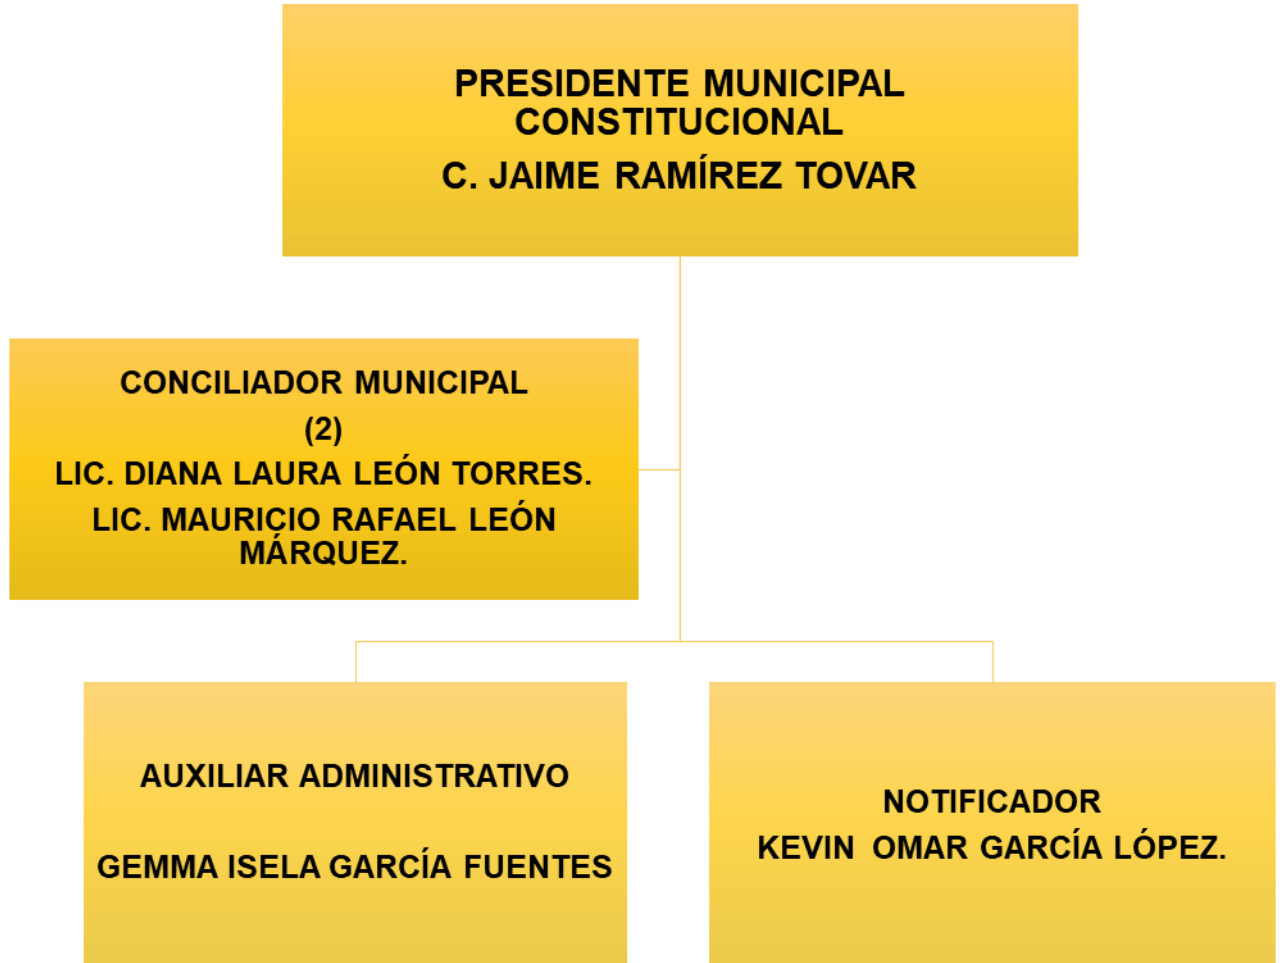 PRESIDENTE MUNICIPAL
CONSTITUCIONAL
C. JAIME RAMÍREZ TOVAR
CONCILIADOR MUNICIPAL
(2)
LIC. DIANA LAURA LEÓN TORRES.
LIC. MAURICIO RAFAEL LEÓN
MÁRQUEZ.
AUXILIAR ADMINISTRATIVO
GEMMA ISELA GARCÍA FUENTES
NOTIFICADOR
KEVIN OMAR GARCÍA LÓPEZ.